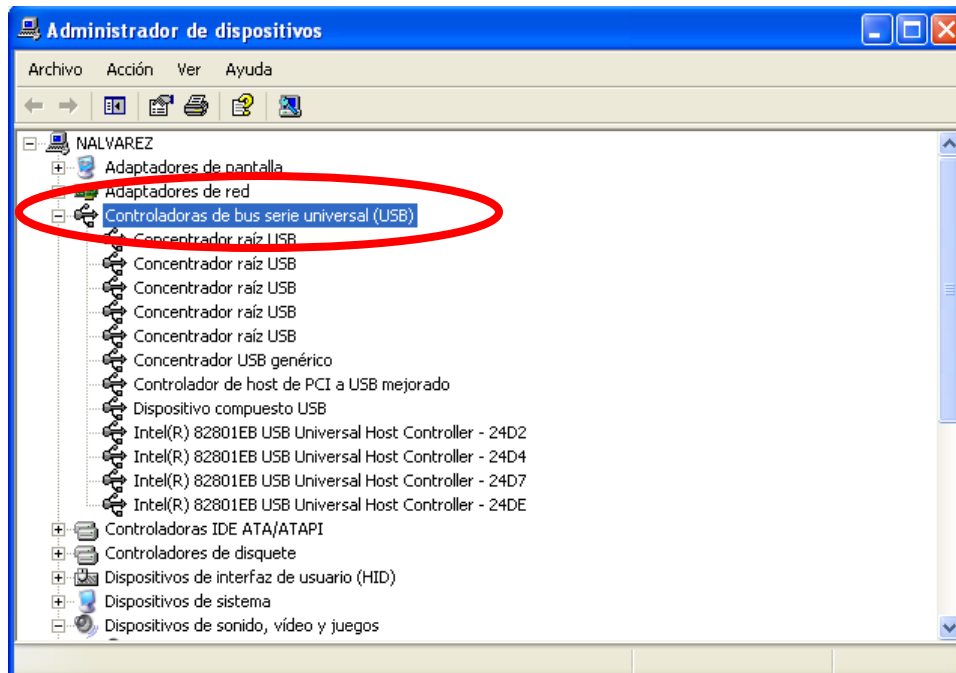 Administrador de dispositivos
Archivo Acción Ver Ayuda
NALVAREZ
Adaptadores de pantalla
Adaptadores de red
Controladoras de bus serie universal (USB)
Concentrador raíz USB
Concentrador raíz USB
Concentrador raíz USB
Concentrador raíz USB
Concentrador raíz USB
Concentrador USB genérico
Controlador de host de PCI a USB mejorado
Dispositivo compuesto USB
Intel(R) 82801EB USB Universal Host Controller - 24D2
Intel(R) 82801EB USB Universal Host Controller - 24D4
Intel(R) 82801EB USB Universal Host Controller - 24D7
Intel(R) 82801EB USB Universal Host Controller - 24DE
Controladoras IDE ATA/ATAPI
Controladores de disquete
Dispositivos de interfaz de usuario (HID)
Dispositivos de sistema
Dispositivos de sonido, vídeo y juegos